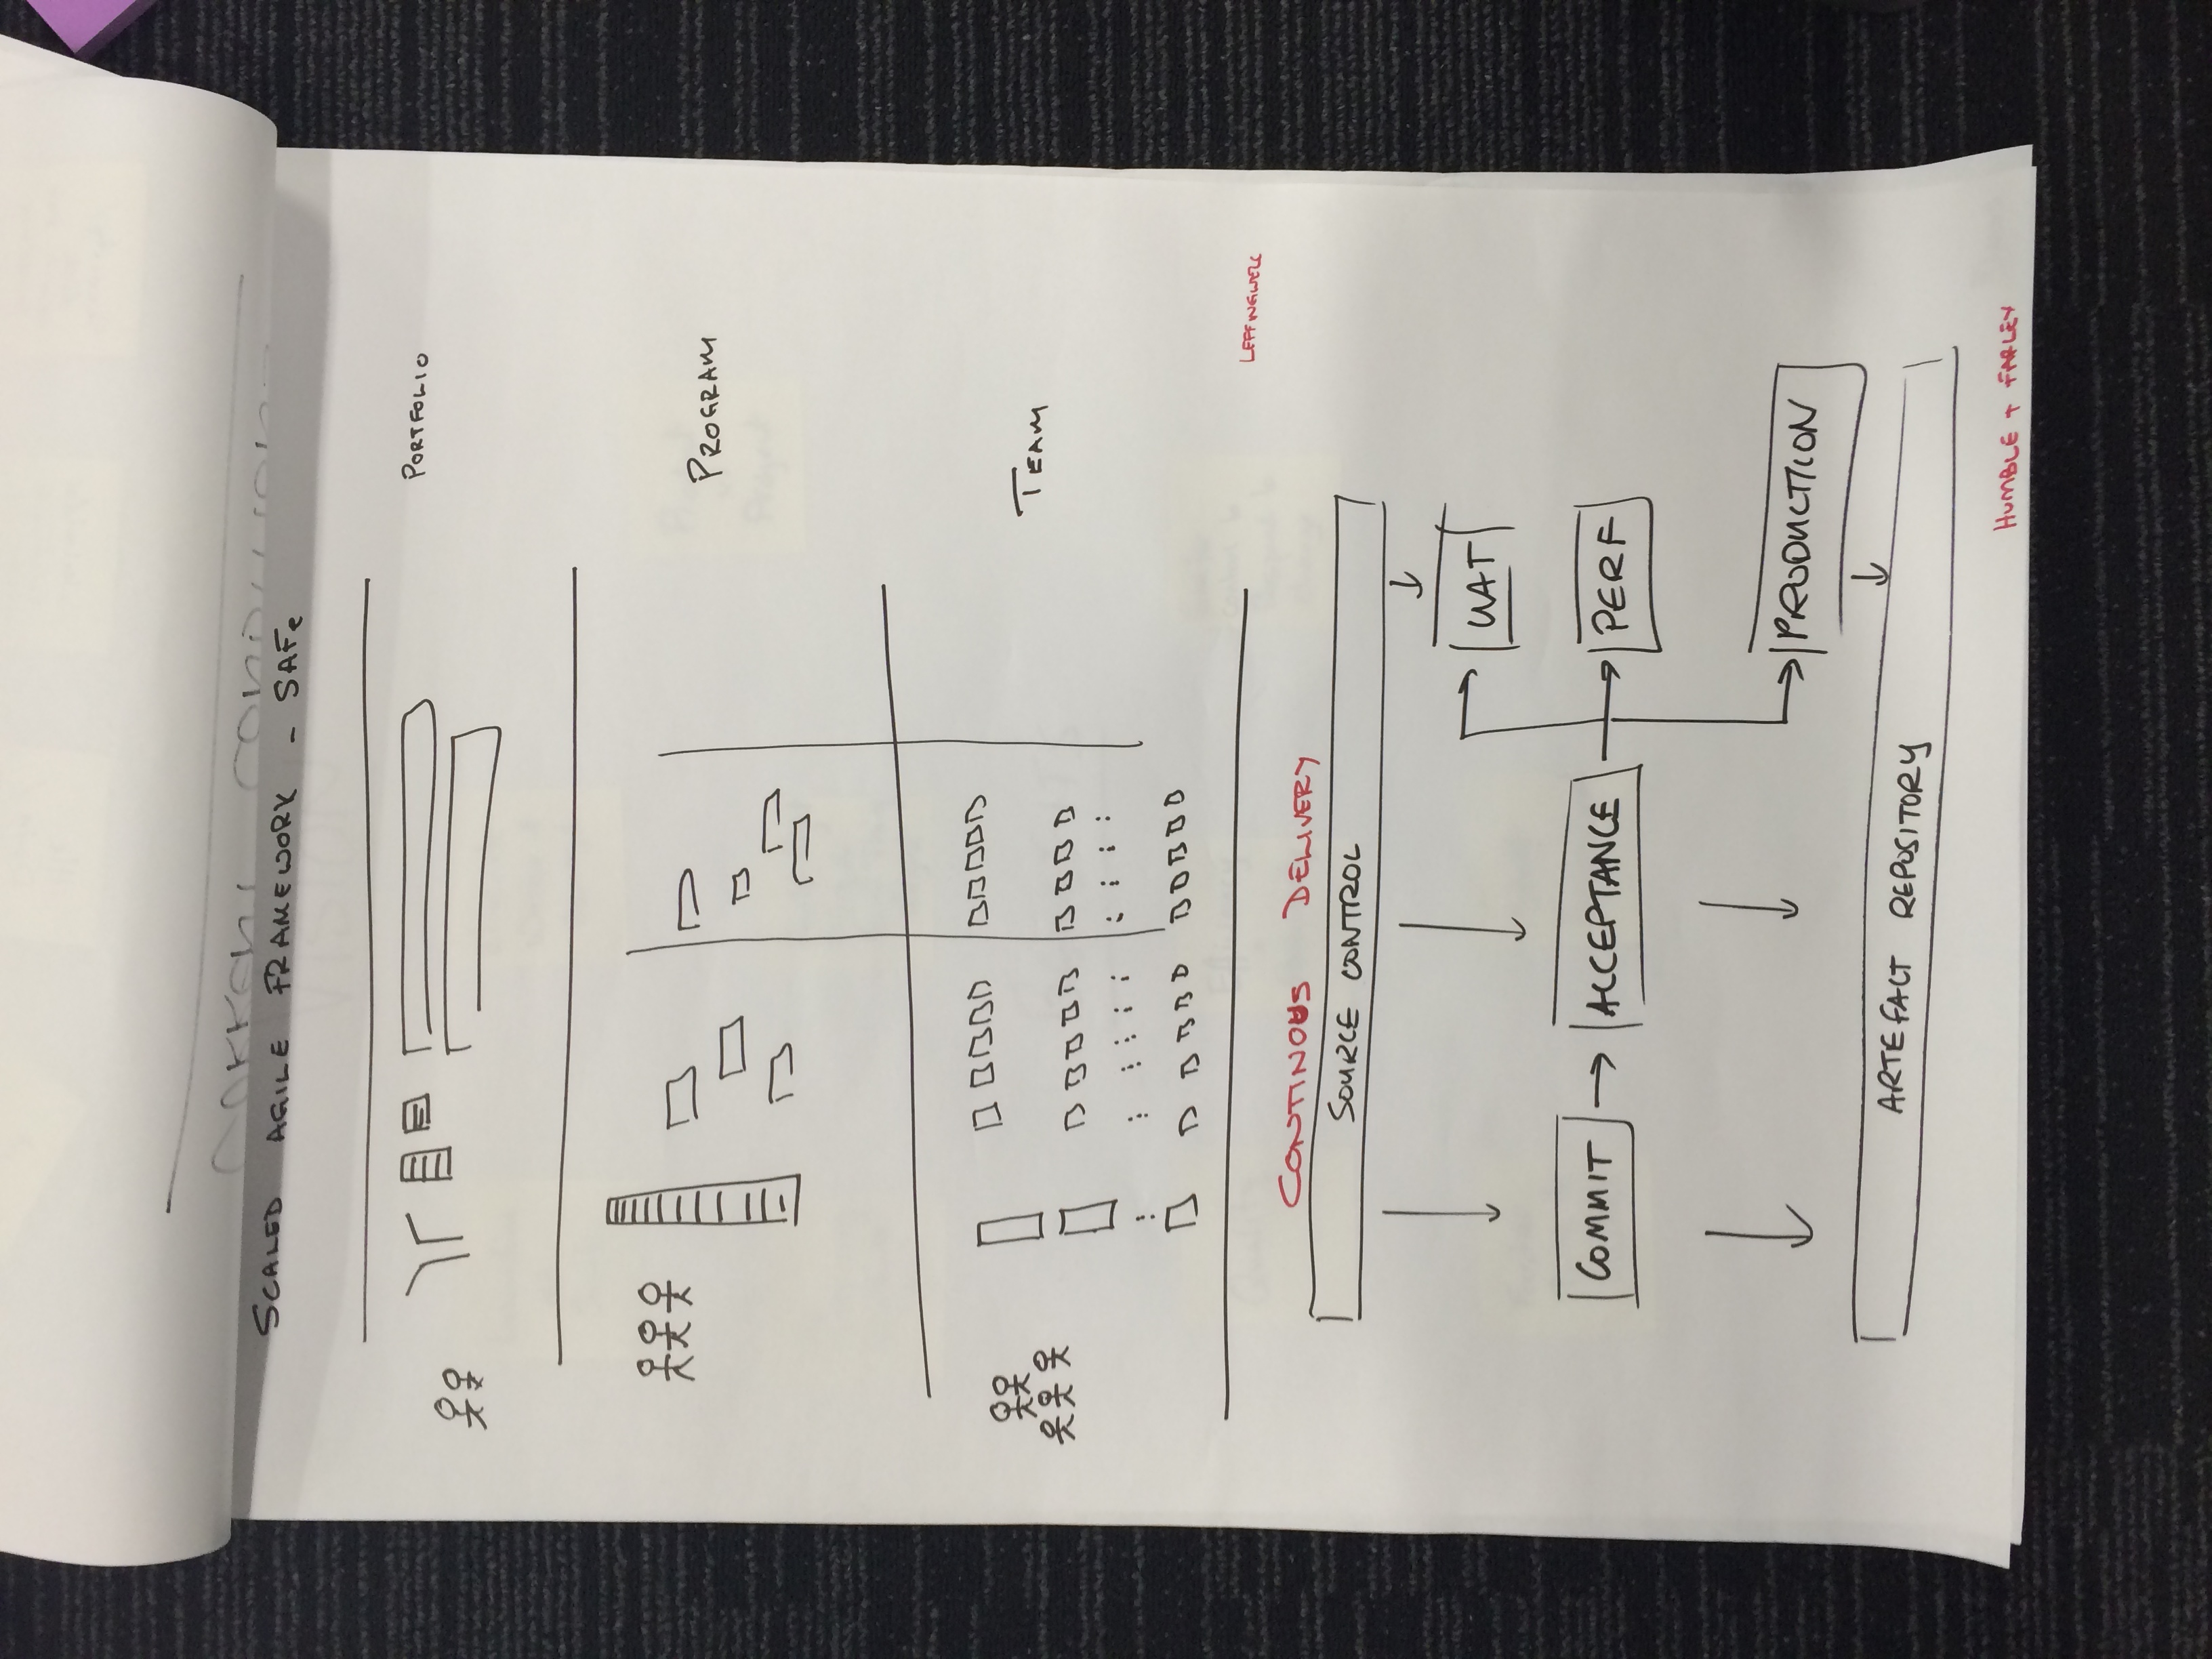 SCALED AGILE FRAMEWORK - SAFe
PORTFOLIO
PROGRAM
TEAM
LEFFINGWELL
CONTINOUS DELIVERY
SOURCE CONTROL
UAT
COMMIT
ACCEPTANCE
PERF
PRODUCTION
ARTEFACT REPOSITORY
HUMBLE + FARLEY